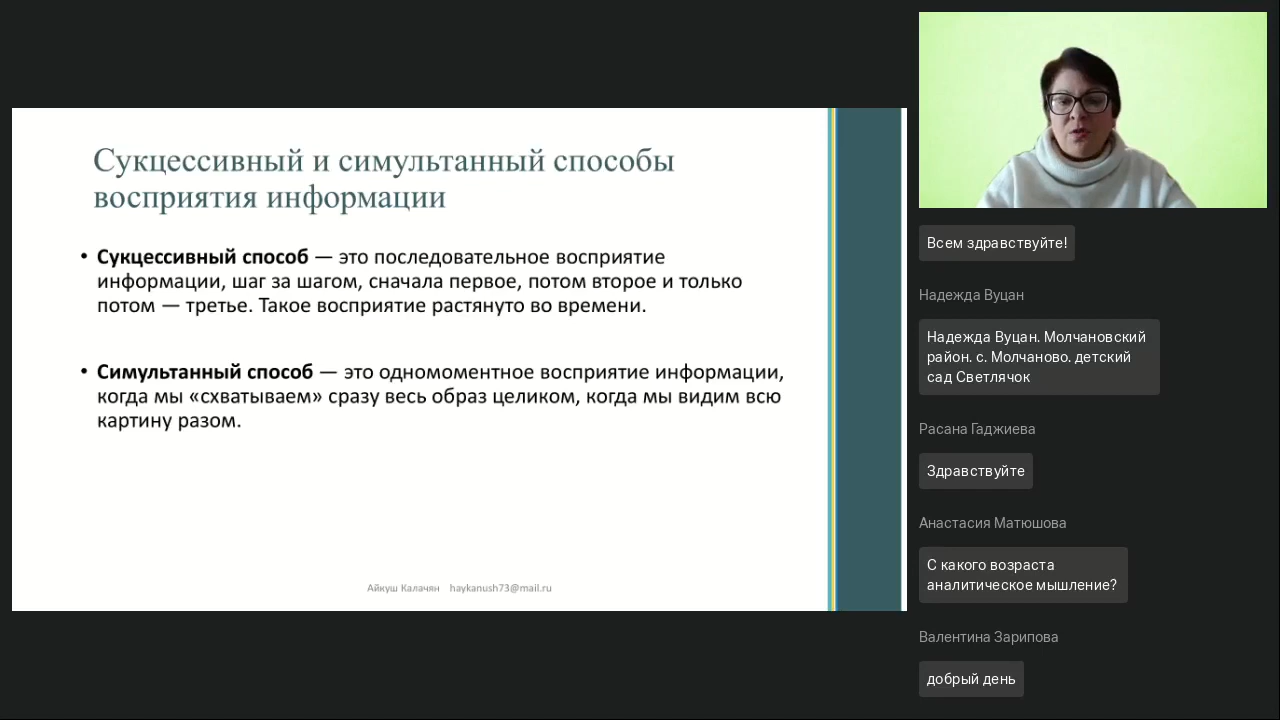 Сукцессивный и симультанный способы
восприятия информации
• Сукцессивный способ — это последовательное восприятие
информации, шаг за шагом, сначала первое, потом второе и только
потом — третье. Такое восприятие растянуто во времени.
• Симультанный способ — это одномоментное восприятие информации,
когда мы «схватываем» сразу весь образ целиком, когда мы видим всю
картину разом.
Айкуш Калачян haykanush73@mail.ru
Всем здравствуйте!
Надежда Вуцан
Надежда Вуцан. Молчановский
район. с. Молчаново. детский
сад Светлячок
Расана Гаджиева
Здравствуйте
Анастасия Матюшова
С какого возраста
аналитическое мышление?
Валентина Зарипова
добрый день